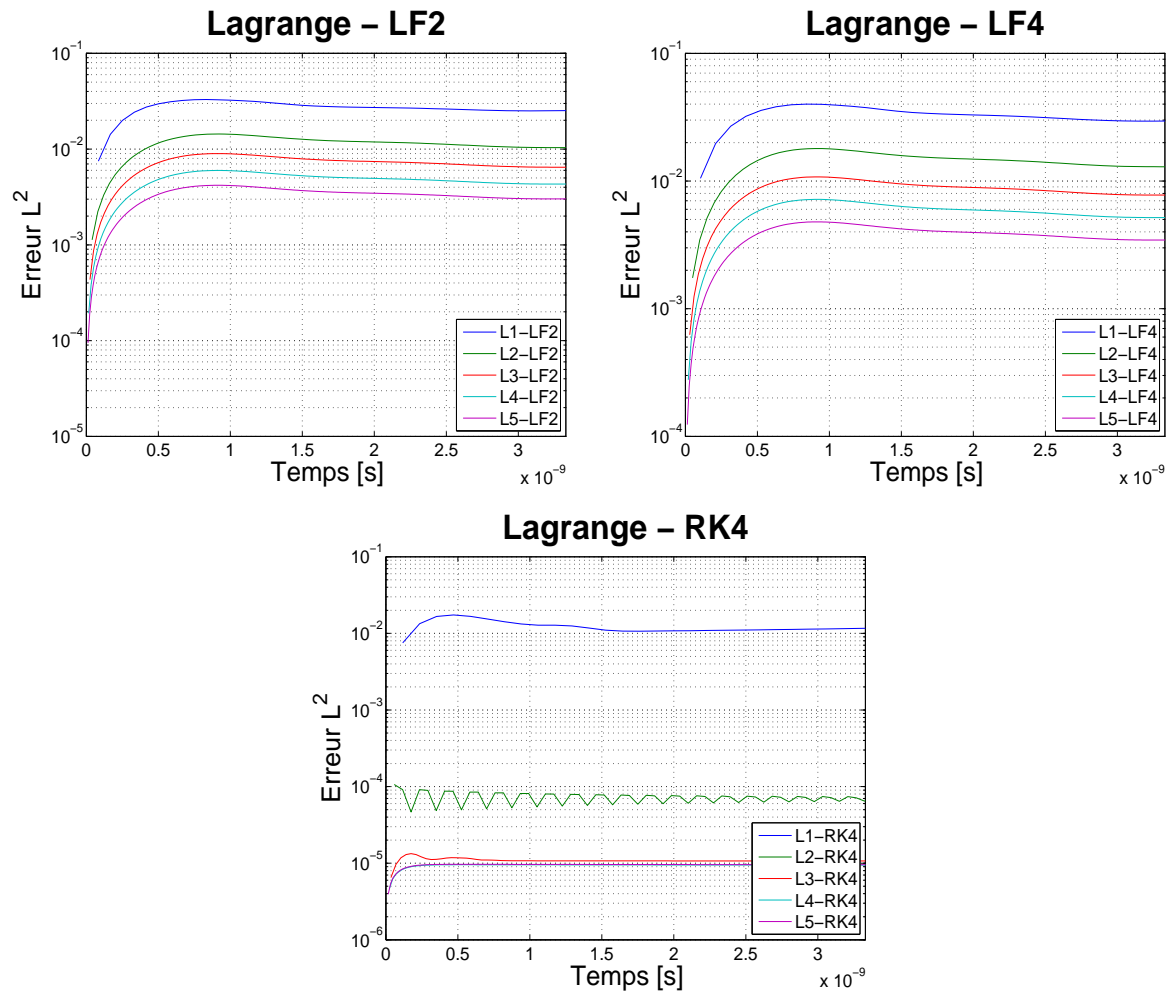 Lagrange – LF2
10^-1
10^-2
10^-3
10^-4
10^-5
Erreur L^2
0 0.5 1 1.5 2 2.5 3
Temps [s]
x 10^-9
L1–LF2
L2–LF2
L3–LF2
L4–LF2
L5–LF2
Lagrange – LF4
10^-1
10^-2
10^-3
10^-4
Erreur L^2
0 0.5 1 1.5 2 2.5 3
Temps [s]
x 10^-9
L1–LF4
L2–LF4
L3–LF4
L4–LF4
L5–LF4
Lagrange – RK4
10^-1
10^-2
10^-3
10^-4
10^-5
10^-6
Erreur L^2
0 0.5 1 1.5 2 2.5 3
Temps [s]
x 10^-9
L1–RK4
L2–RK4
L3–RK4
L4–RK4
L5–RK4